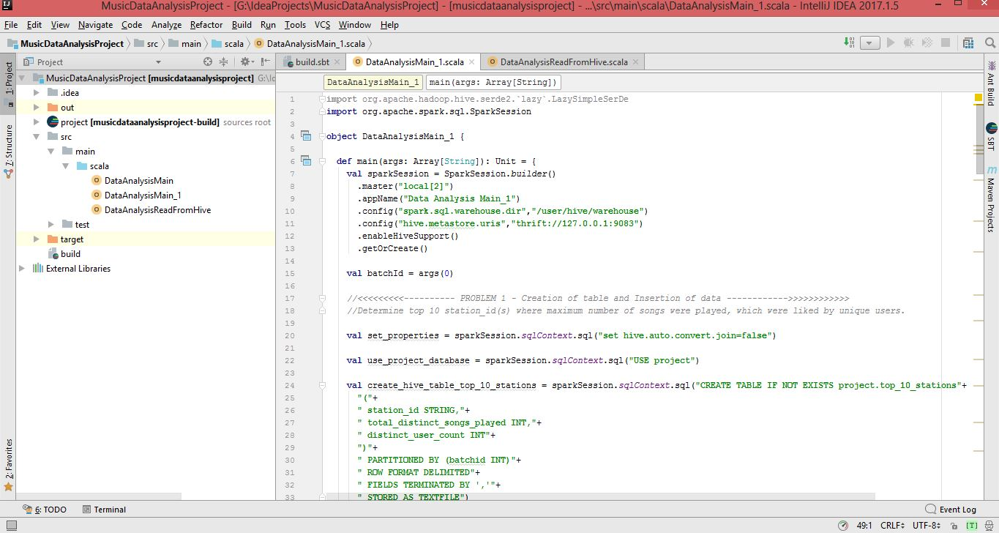 MusicDataAnalysisProject - [G:\IdeaProjects\MusicDataAnalysisProject] - [musicdataanalysisproject] - ...\src\main\scala\DataAnalysisMain_1.scala - IntelliJ IDEA 2017.1.5
File Edit View Navigate Code Analyze Refactor Build Run Tools VCS Window Help
MusicDataAnalysisProject src main scala DataAnalysisMain_1.scala
Project
build.sbt
DataAnalysisMain_1.scala
DataAnalysisReadFromHive.scala
1: Project
7: Structure
2: Favorites
MusicDataAnalysisProject [musicdataanalysisproject] G:\Id
.idea
out
project [musicdataanalysisproject-build] sources root
src
main
scala
DataAnalysisMain
DataAnalysisMain_1
DataAnalysisReadFromHive
test
target
build
External Libraries
DataAnalysisMain_1 main(args: Array[String])
1 import org.apache.hadoop.hive.serde2.`lazy`.LazySimpleSerDe
2 import org.apache.spark.sql.SparkSession
3
4 object DataAnalysisMain_1 {
5
6 def main(args: Array[String]): Unit = {
7 val sparkSession = SparkSession.builder()
8 .master("local[2]")
9 .appName("Data Analysis Main_1")
10 .config("spark.sql.warehouse.dir","/user/hive/warehouse")
11 .config("hive.metastore.uris","thrift://127.0.0.1:9083")
12 .enableHiveSupport()
13 .getOrCreate()
14
15 val batchId = args(0)
16
17 //<<<<<<<<<---------- PROBLEM 1 - Creation of table and Insertion of data ------------>>>>>>>>>>>>
18 //Determine top 10 station_id(s) where maximum number of songs were played, which were liked by unique users.
19
20 val set_properties = sparkSession.sqlContext.sql("set hive.auto.convert.join=false")
21
22 val use_project_database = sparkSession.sqlContext.sql("USE project")
23
24 val create_hive_table_top_10_stations = sparkSession.sqlContext.sql("CREATE TABLE IF NOT EXISTS project.top_10_stations"+
25 "("+
26 " station_id STRING,"+
27 " total_distinct_songs_played INT,"+
28 " distinct_user_count INT"+
29 ")"+
30 " PARTITIONED BY (batchid INT)"+
31 " ROW FORMAT DELIMITED"+
32 " FIELDS TERMINATED BY ','"+
33 " STORED AS TEXTFILE")
Ant Build
SBT
Maven Projects
6: TODO Terminal Event Log
49:1 CRLF UTF-8 [T]